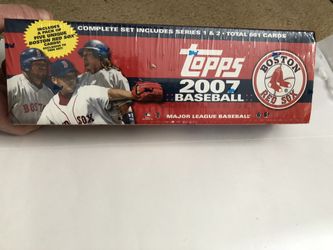 INCLUDES
A PACK OF
FIVE UNIQUE
BOSTON RED SOX
CARDS!
COMPLETE SET INCLUDES SERIES 1 & 2 - TOTAL 661 CARDS
Topps
2007
BASEBALL
BOSTON
RED SOX
MAJOR LEAGUE BASEBALL